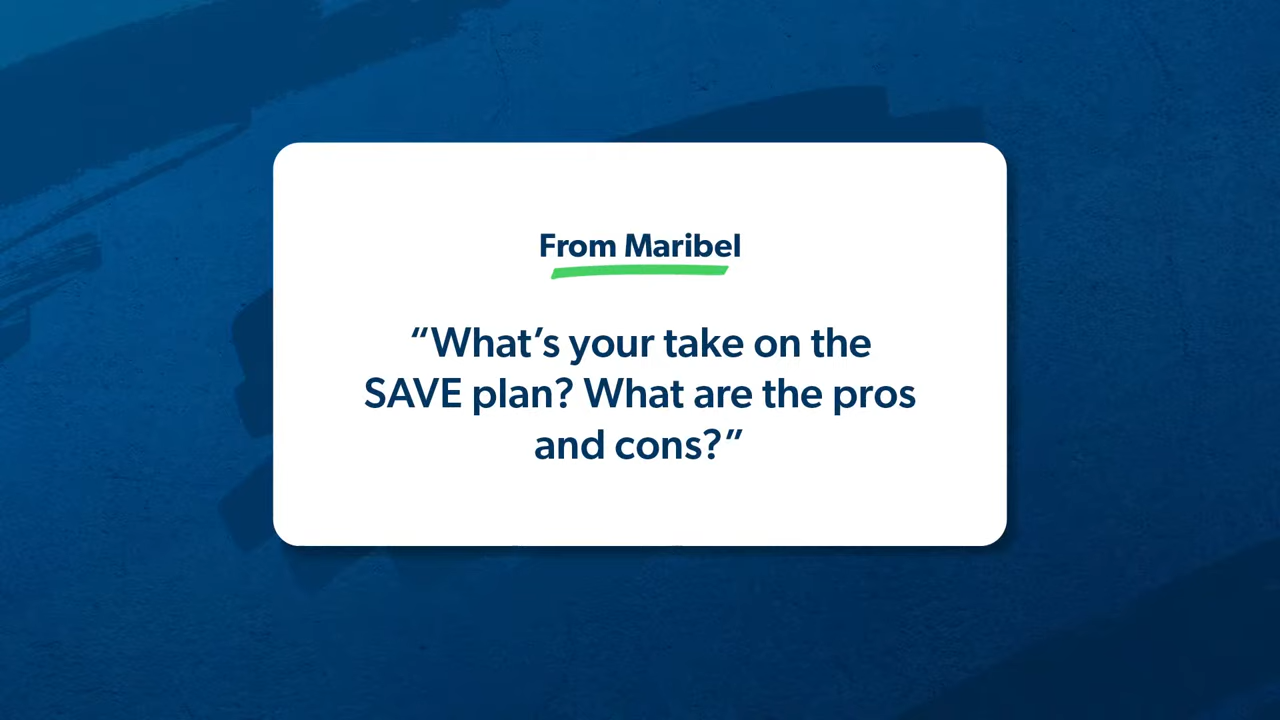 From Maribel
“What’s your take on the
SAVE plan? What are the pros
and cons?”